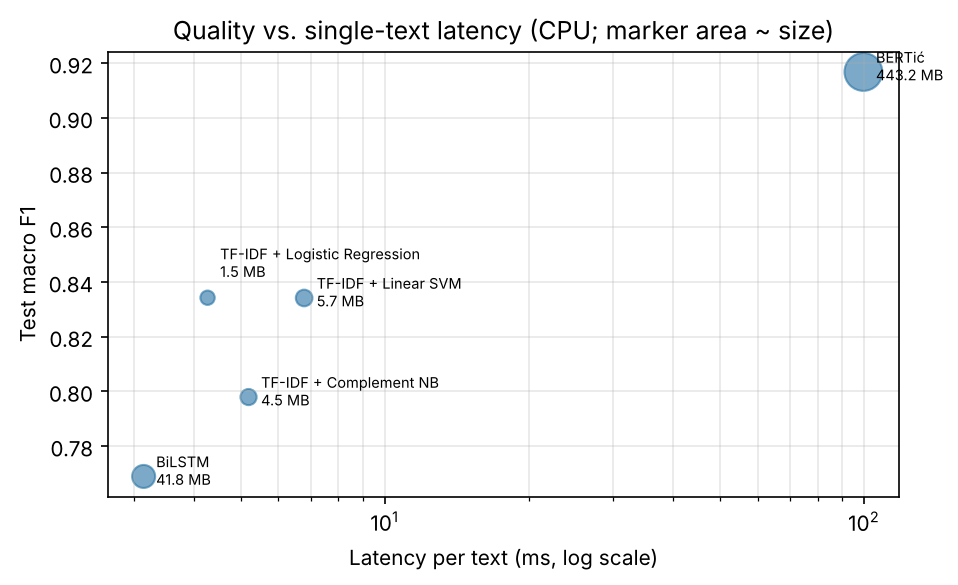 Quality vs. single-text latency (CPU; marker area ~ size)
BERTić
443.2 MB
0.92
0.90
0.88
0.86
0.84
0.82
0.80
0.78
Test macro F1
TF-IDF + Logistic Regression
1.5 MB
TF-IDF + Linear SVM
5.7 MB
TF-IDF + Complement NB
4.5 MB
BiLSTM
41.8 MB
10¹
10²
Latency per text (ms, log scale)